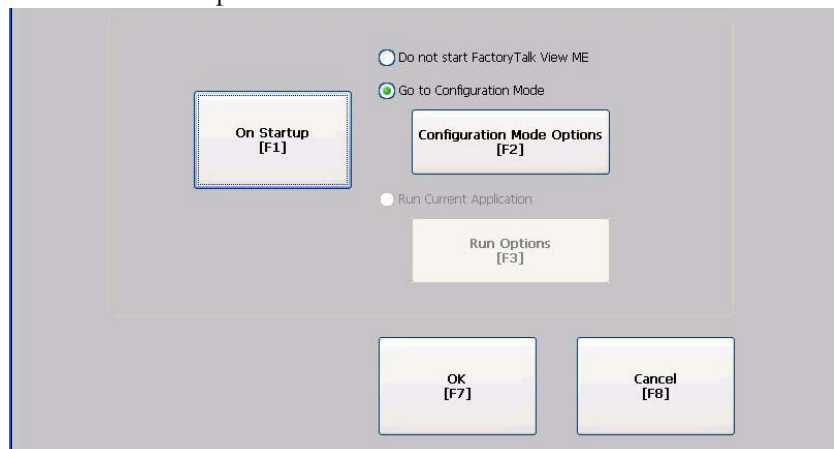 Do not start FactoryTalk View ME
Go to Configuration Mode
On Startup
[F1]
Configuration Mode Options
[F2]
Run Current Application
Run Options
[F3]
OK
[F7]
Cancel
[F8]